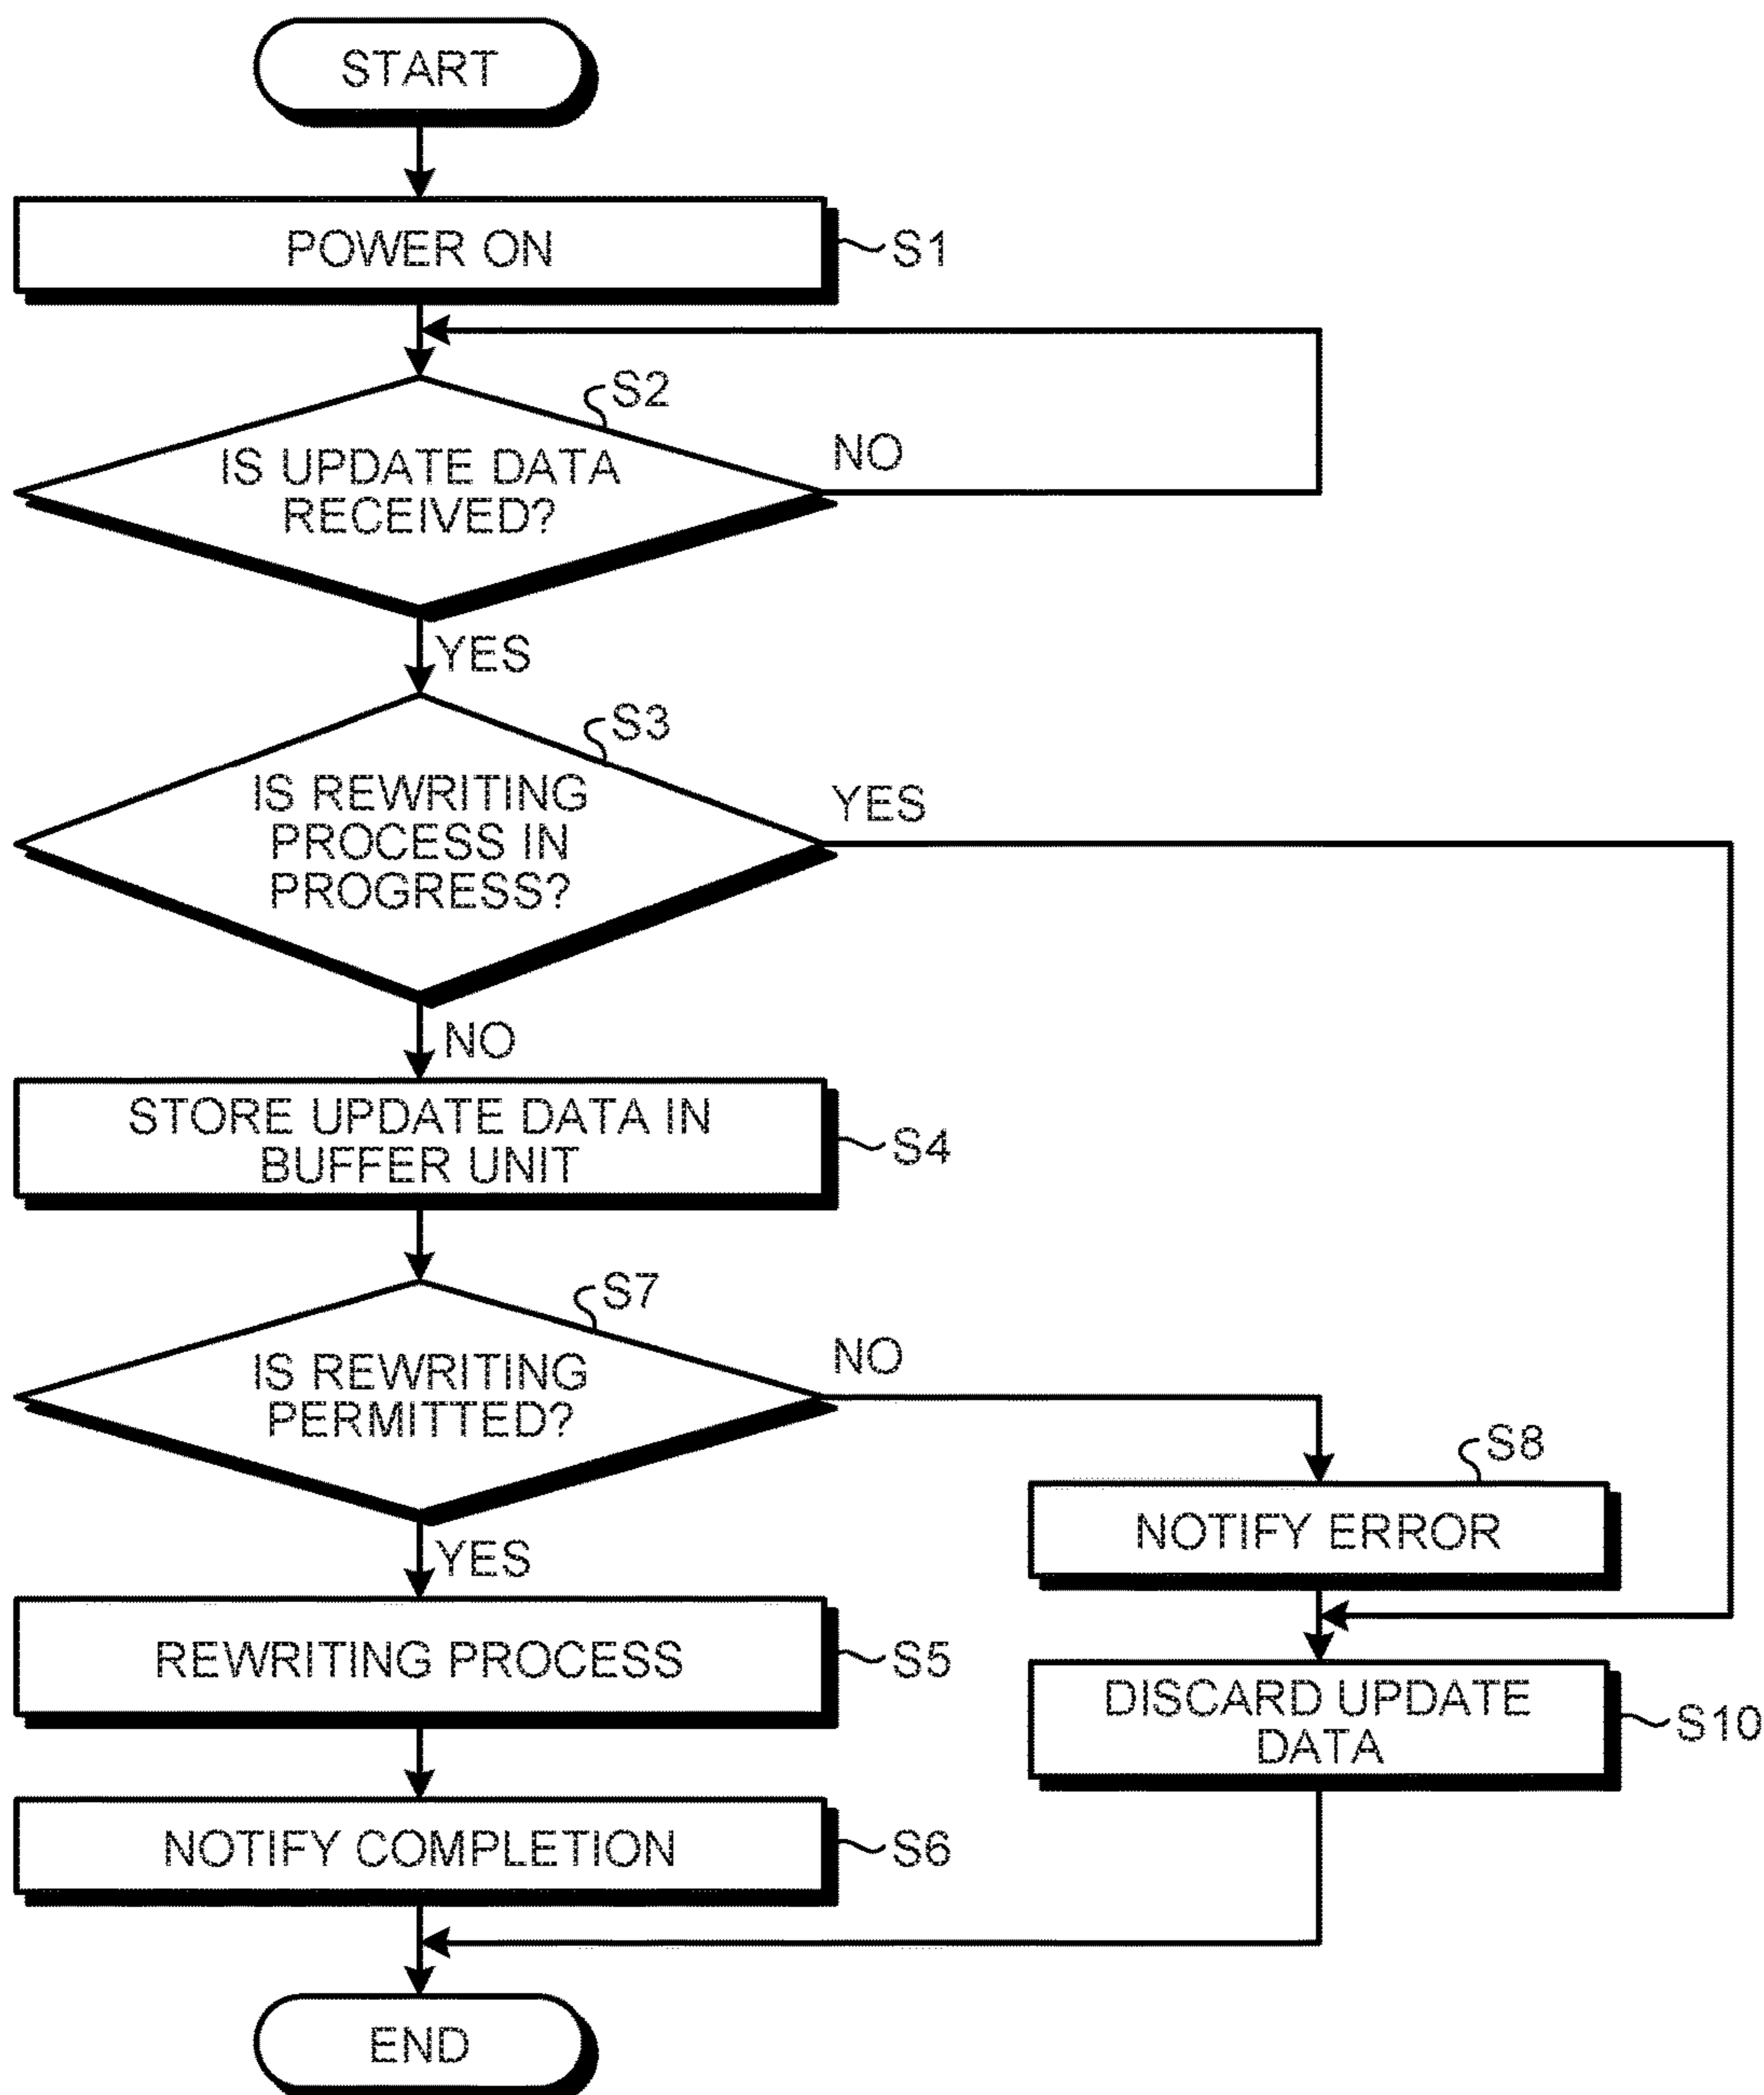 START
POWER ON
S1
S2
IS UPDATE DATA
RECEIVED?
NO
YES
S3
IS REWRITING
PROCESS IN
PROGRESS?
YES
NO
STORE UPDATE DATA IN
BUFFER UNIT
S4
S7
IS REWRITING
PERMITTED?
NO
YES
S8
NOTIFY ERROR
REWRITING PROCESS
S5
DISCARD UPDATE
DATA
S10
NOTIFY COMPLETION
S6
END